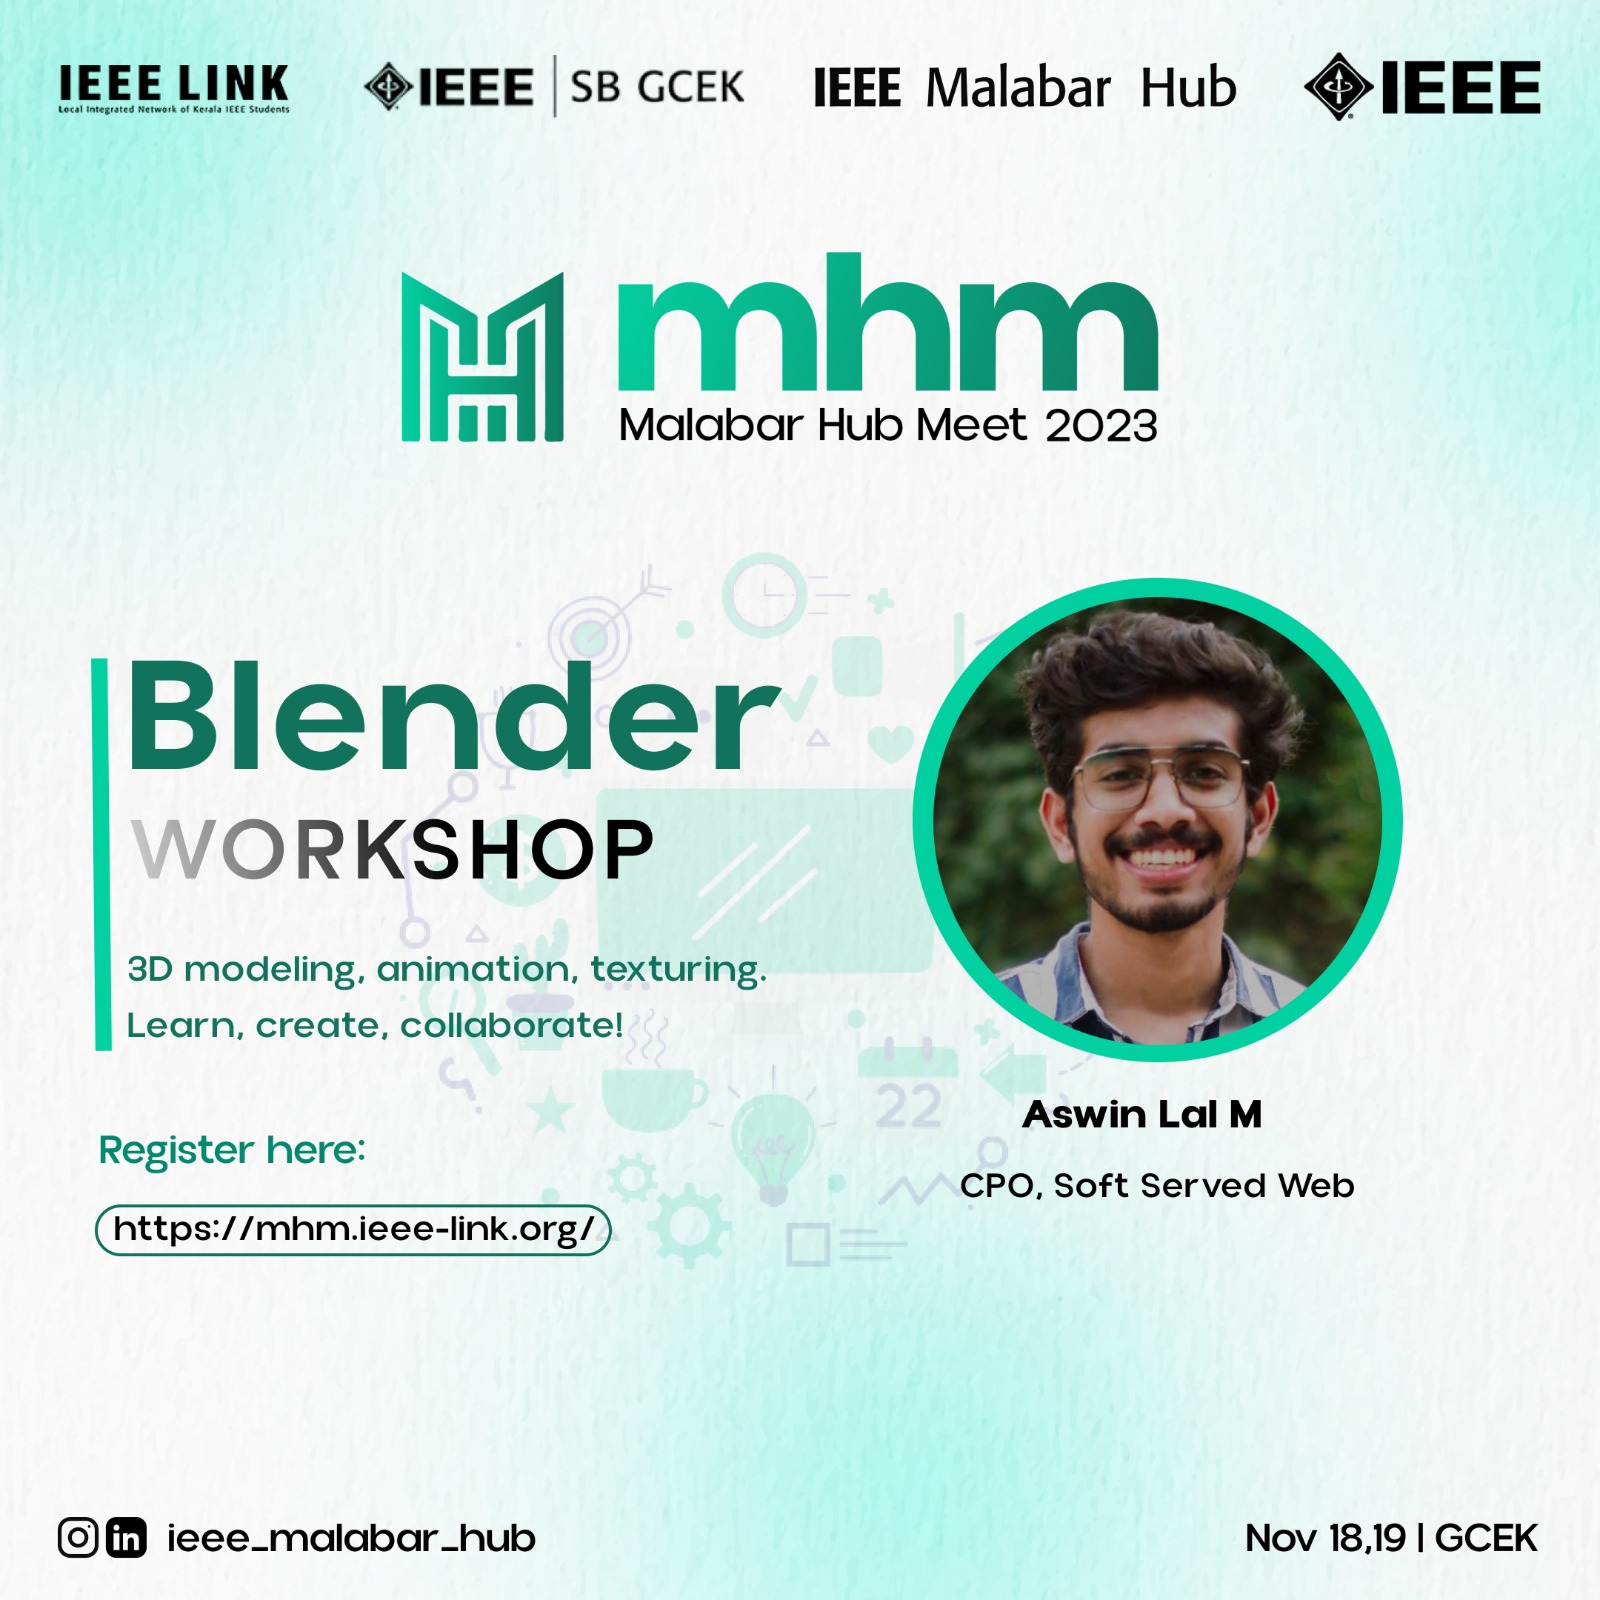 IEEE LINK
Local Integrated Network of Kerala IEEE Students
IEEE | SB GCEK
IEEE Malabar Hub
IEEE
mhm
Malabar Hub Meet 2023
Blender
WORKSHOP
3D modeling, animation, texturing.
Learn, create, collaborate!
22
Register here:
https://mhm.ieee-link.org/
Aswin Lal M
CPO, Soft Served Web
ieee_malabar_hub
Nov 18,19 | GCEK